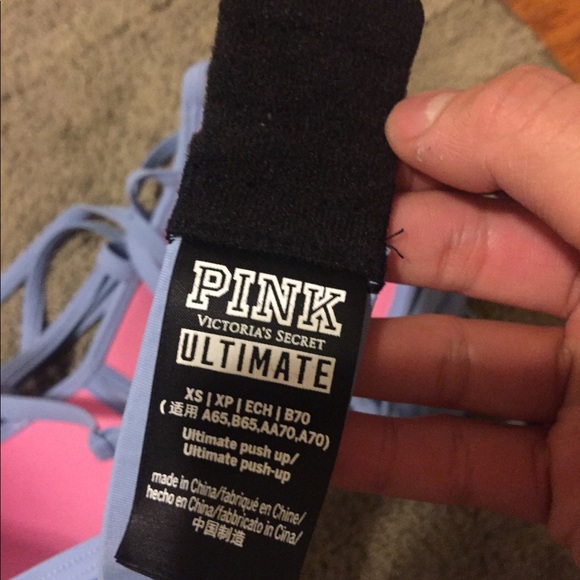 PINK
VICTORIA'S SECRET
ULTIMATE
XS | XP | ECH | B70
(适用 A65,B65,AA70,A70)
Ultimate push up/
Ultimate push-up
made in China/fabriqué en Chine/
hecho en China/fabbricato in Cina/
中国制造